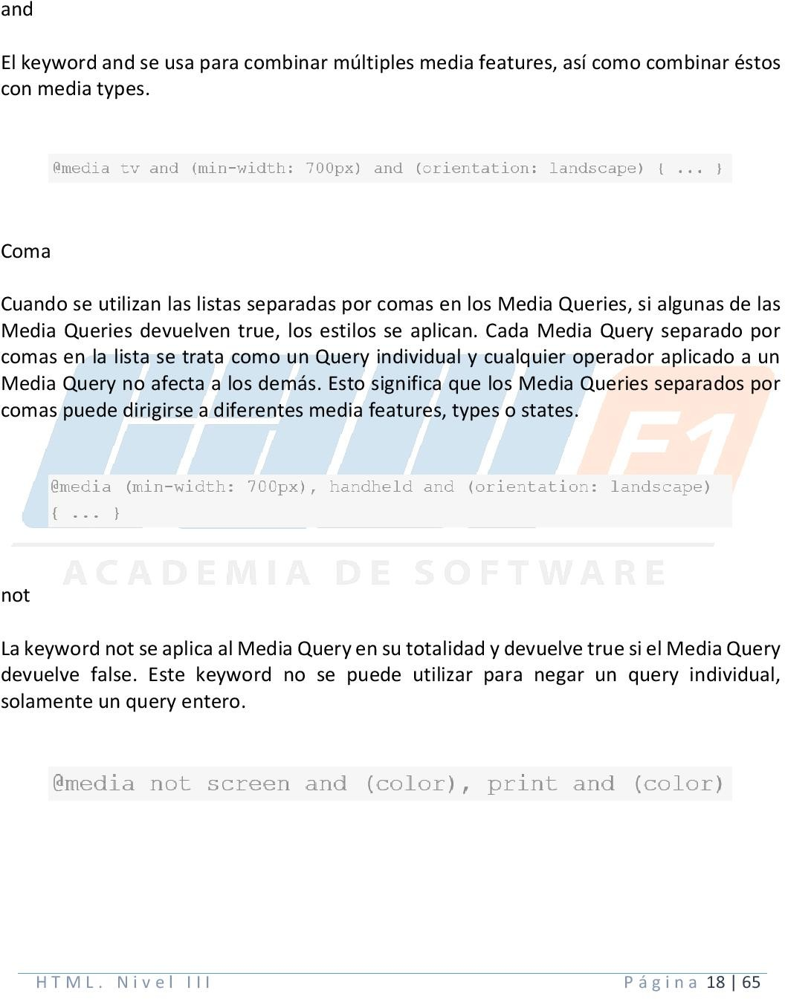 and
El keyword and se usa para combinar múltiples media features, así como combinar éstos
con media types.
@media tv and (min-width: 700px) and (orientation: landscape) { ... }
Coma
Cuando se utilizan las listas separadas por comas en los Media Queries, si algunas de las
Media Queries devuelven true, los estilos se aplican. Cada Media Query separado por
comas en la lista se trata como un Query individual y cualquier operador aplicado a un
Media Query no afecta a los demás. Esto significa que los Media Queries separados por
comas puede dirigirse a diferentes media features, types o states.
F1
@media (min-width: 700px), handheld and (orientation: landscape)
{ ... }
ACADEMIA DE SOFTWARE
not
La keyword not se aplica al Media Query en su totalidad y devuelve true si el Media Query
devuelve false. Este keyword no se puede utilizar para negar un query individual,
solamente un query entero.
@media not screen and (color), print and (color)
HTML. Nivel III Página 18 | 65